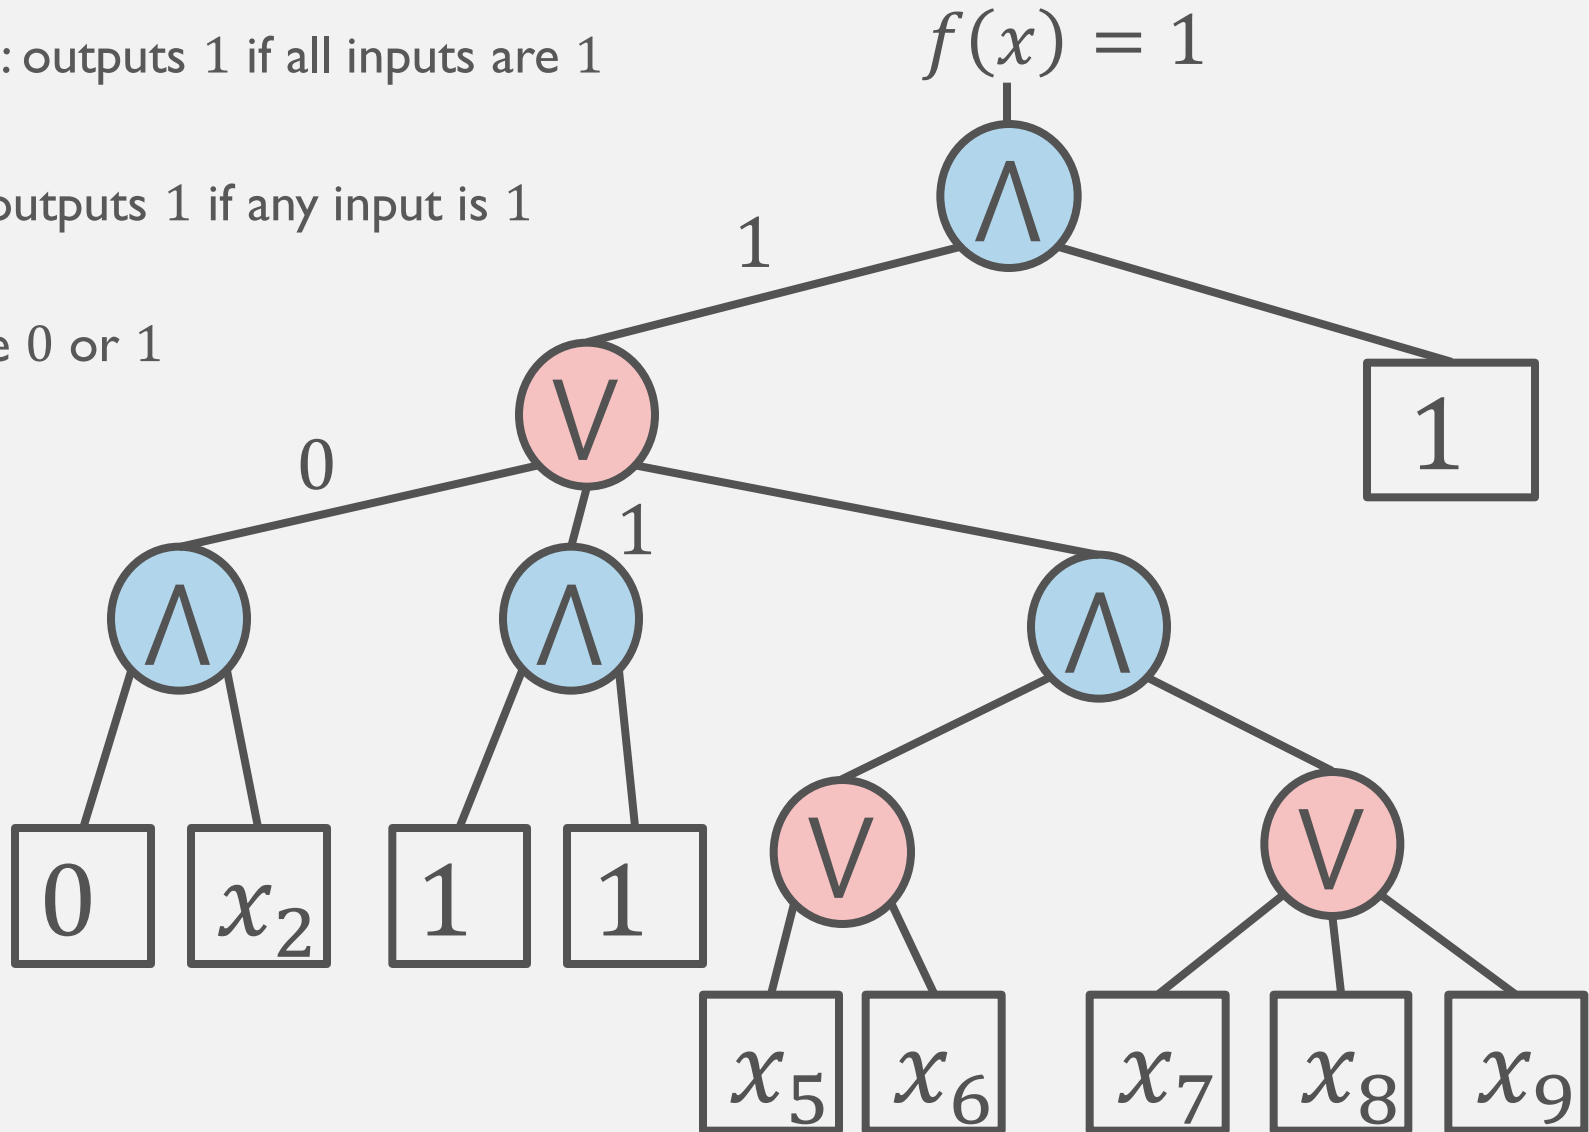 : outputs 1 if all inputs are 1
f(x) = 1
⋀
outputs 1 if any input is 1
1
0 or 1
⋁
1
0
1
⋀ ⋀ ⋀
⋁ ⋁
0 x₂ 1 1
x₅ x₆ x₇ x₈ x₉